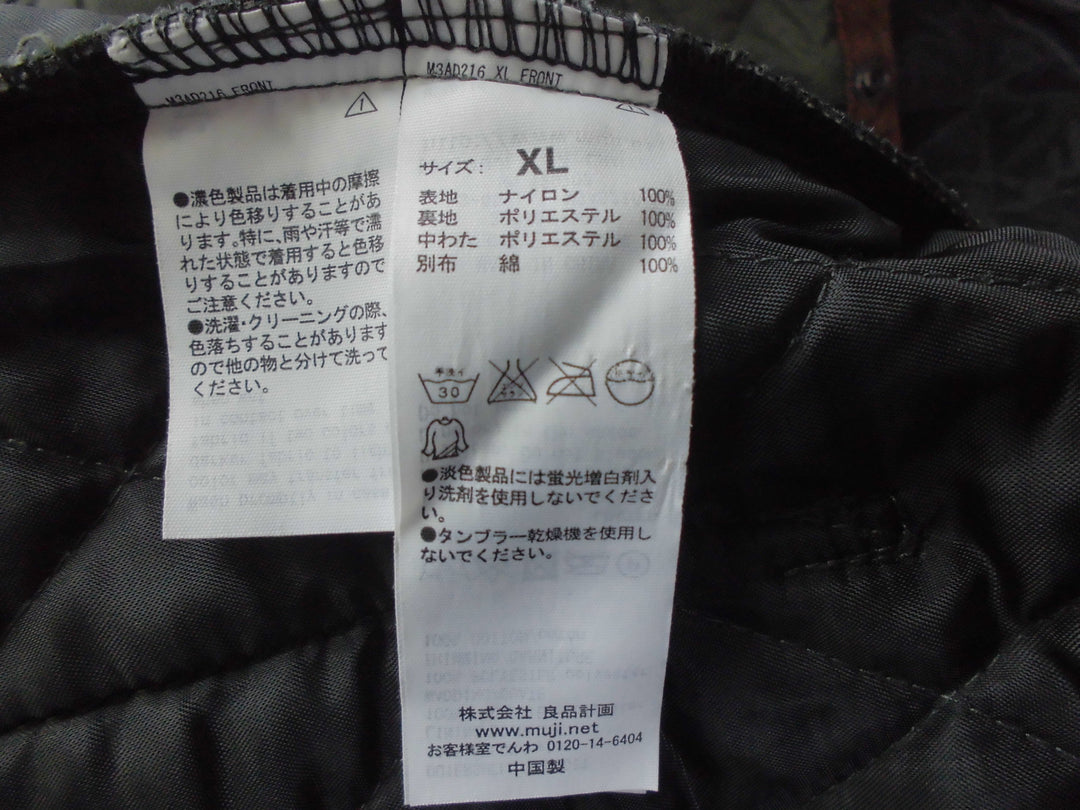 M3AD216 FRONT
●濃色製品は着用中の摩擦
により色移りすることがあ
ります。特に、雨や汗等で濡
れた状態で着用すると色移
りすることがありますので
ご注意ください。
●洗濯・クリーニングの際、
色落ちすることがあります
ので他の物と分けて洗って
ください。
M3AD216 XL FRONT
サイズ: XL
表地 ナイロン 100%
裏地 ポリエステル 100%
中わた ポリエステル 100%
別布 綿 100%
手洗イ
30
●淡色製品には蛍光増白剤入
り洗剤を使用しないでくださ
い。
●タンブラー乾燥機を使用し
ないでください。
株式会社 良品計画
www.muji.net
お客様室でんわ 0120-14-6404
中国製